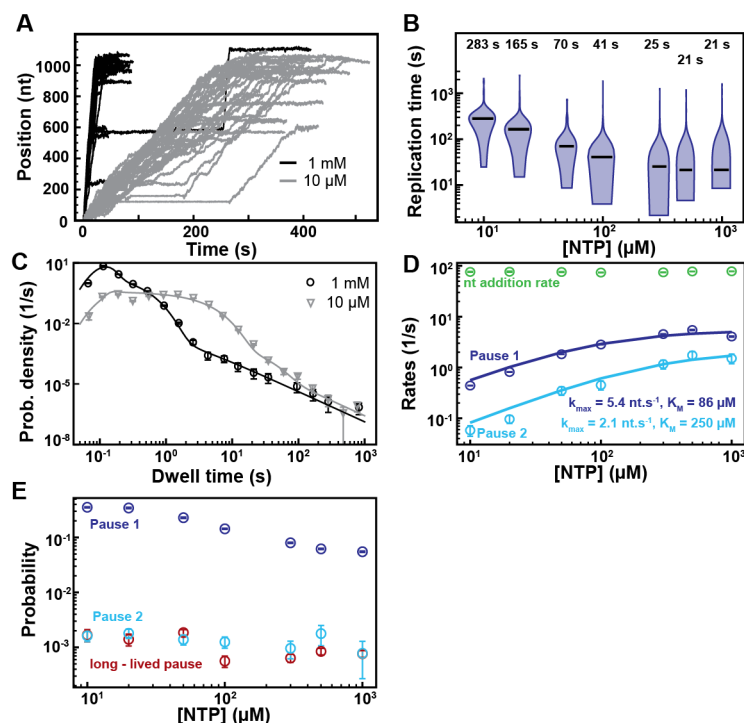 A
Position (nt)
1000
800
600
400
200
0
1 mM
10 µM
0
200
400
Time (s)
B
Replication time (s)
283 s
165 s
70 s
41 s
25 s
21 s
21 s
10³
10²
10¹
10¹
10²
10³
[NTP] (µM)
C
Prob. density (1/s)
10¹
10⁻²
10⁻⁵
10⁻⁸
1 mM
10 µM
10⁻¹
10⁰
10¹
10²
10³
Dwell time (s)
D
Rates (1/s)
10²
10¹
10⁰
10⁻¹
nt addition rate
Pause 1
kmax = 5.4 nt.s⁻¹, KM = 86 µM
kmax = 2.1 nt.s⁻¹, KM = 250 µM
Pause 2
10¹
10²
10³
[NTP] (µM)
E
Probability
10⁻¹
10⁻³
Pause 1
Pause 2
long - lived pause
10¹
10²
10³
[NTP] (µM)